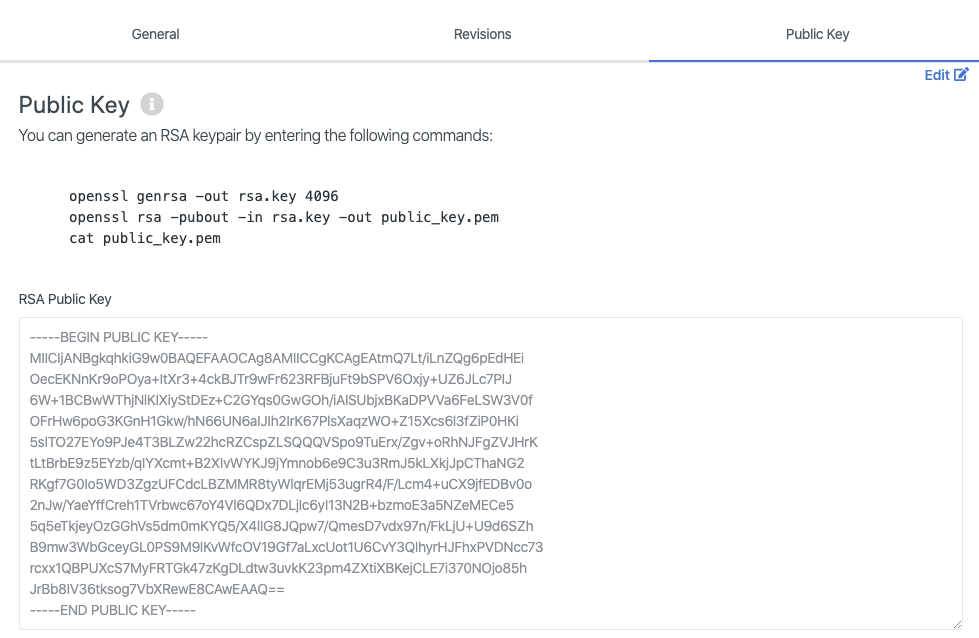 General
Revisions
Public Key
Edit
Public Key
You can generate an RSA keypair by entering the following commands:
openssl genrsa –out rsa.key 4096
openssl rsa –pubout –in rsa.key –out public_key.pem
cat public_key.pem
RSA Public Key
-----BEGIN PUBLIC KEY-----
MIICIjANBgkqhkiG9w0BAQEFAAOCAg8AMIICCgKCAgEAtmQ7Lt/iLnZQg6pEdHEi
OecEKNnKr9oPOya+ltXr3+4ckBJTr9wFr623RFBjuFt9bSPV6Oxjy+UZ6JLc7PlJ
6W+1BCBwWThjNlKlXiyStDEz+C2GYqs0GwGOh/iAlSUbjxBKaDPVVa6FeLSW3V0f
OFrHw6poG3KGnH1Gkw/hN66UN6alJIh2IrK67PlsXaqzWO+Z15Xcs6l3fZiP0HKi
5slTO27EYo9PJe4T3BLZw22hcRZCspZLSQQQVSpo9TuErx/Zgv+oRhNJFgZVJHrK
tLtBrbE9z5EYzb/qIYXcmt+B2XlvWYKJ9jYmnob6e9C3u3RmJ5kLXkjJpCThaNG2
RKgf7G0Io5WD3ZgzUFCdcLBZMMR8tyWlqrEMj53ugrR4/F/Lcm4+uCX9jfEDBv0o
2nJw/YaeYffCreh1TVrbwc67oY4Vl6QDx7DLjlc6yI13N2B+bzmoE3a5NZeMECe5
5q5eTkjeyOzGGhVs5dm0mKYQ5/X4lIG8JQpw7/QmesD7vdx97n/FkLjU+U9d6SZh
B9mw3WbGceyGL0PS9M9lKvWfcOV19Gf7aLxcUot1U6CvY3QlhyrHJFhxPVDNcc73
rcxx1QBPUXcS7MyFRTGk47zKgDLdtw3uvkK23pm4ZXtiXBKejCLE7i370NOjo85h
JrBb8lV36tksog7VbXRewE8CAwEAAQ==
-----END PUBLIC KEY-----